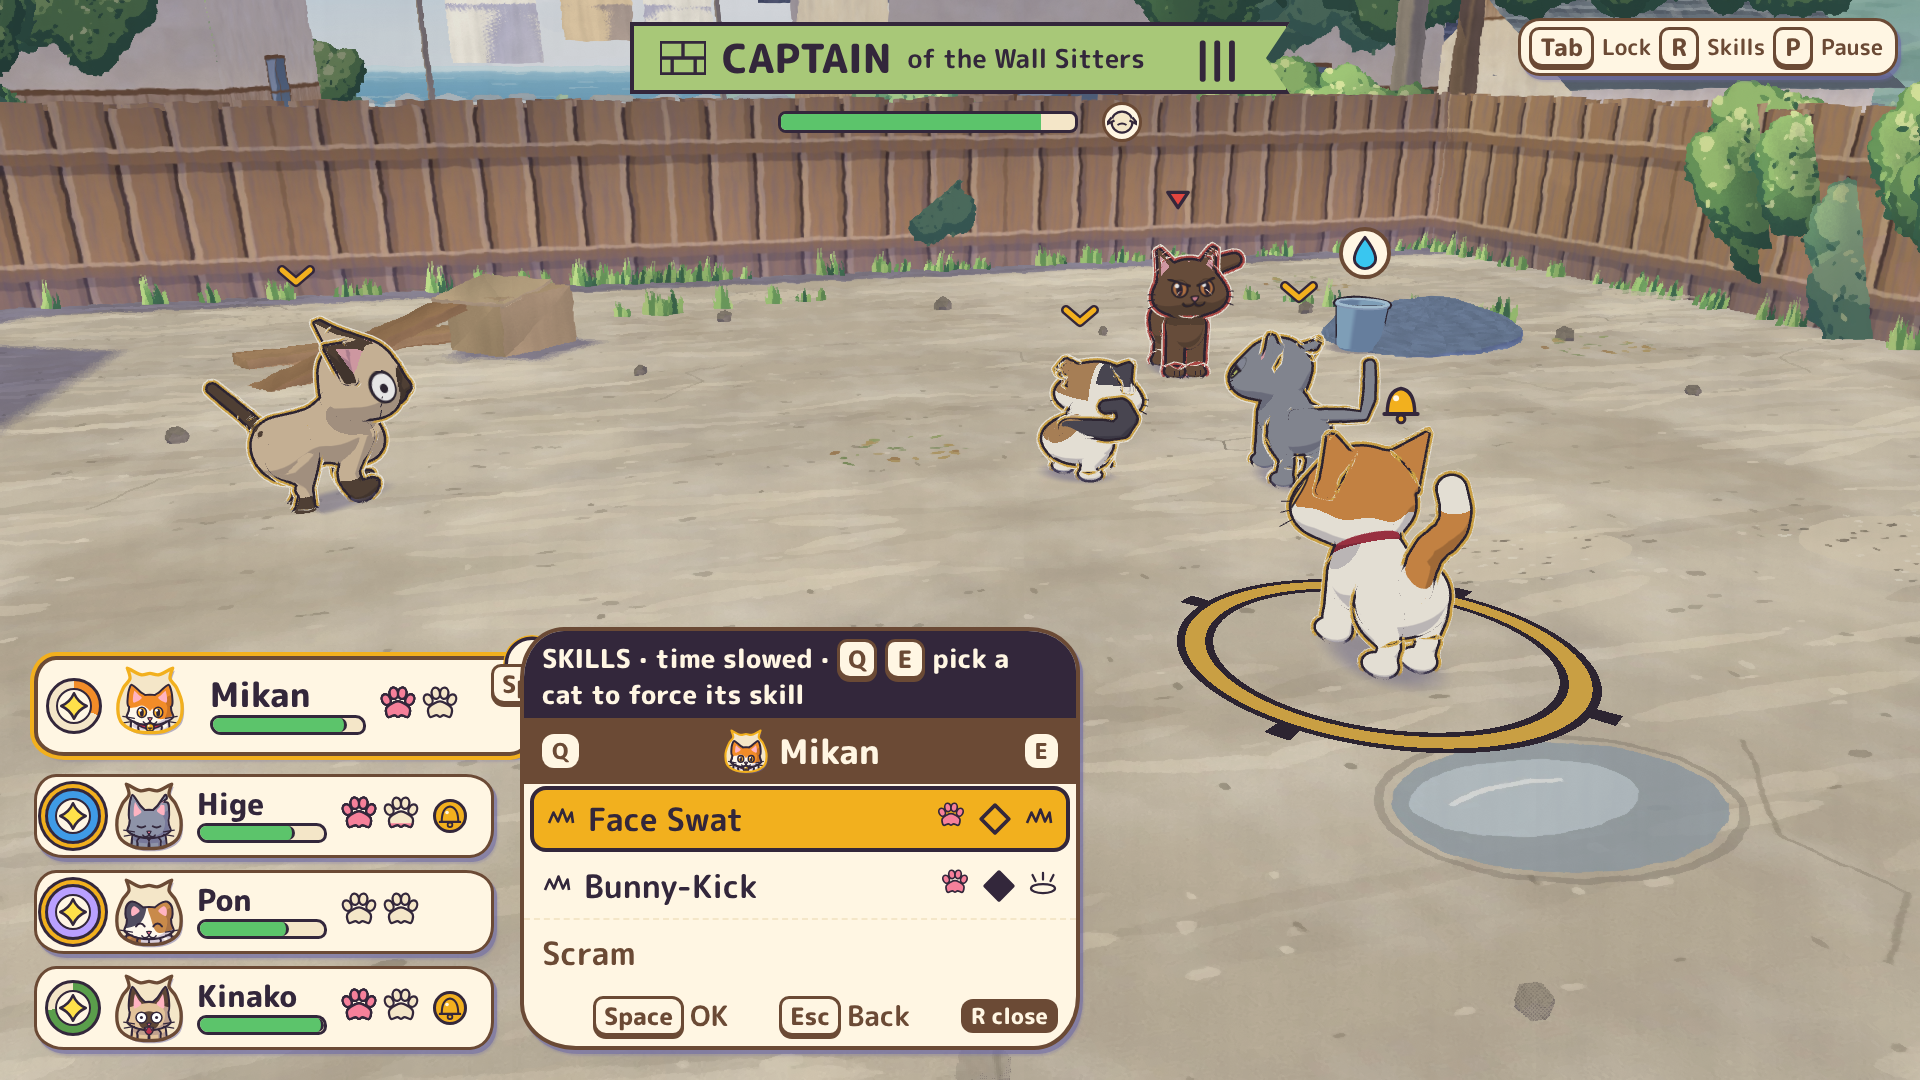 CAPTAIN of the Wall Sitters
Tab Lock R Skills P Pause
SKILLS · time slowed · Q E pick a
cat to force its skill
Q Mikan E
Face Swat
Bunny-Kick
Scram
Space OK Esc Back R close
Mikan
Hige
Pon
Kinako